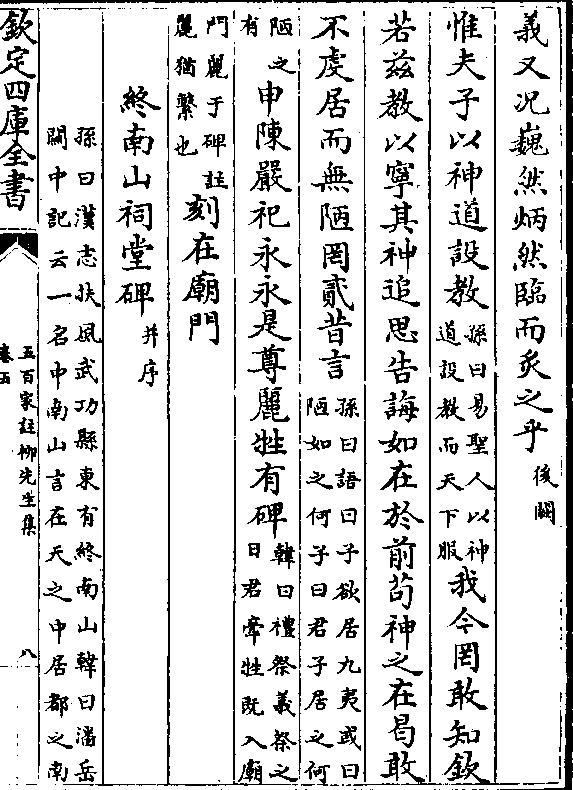 義又况巍然炳然臨而炙之乎後闕
惟夫子以神道設教孫曰易聖人以神道設教而天下服我今罔敢知欽
若兹教以寧其神追思告誨如在於前苟神之在曷敢
不虔居而無陋罔貳昔言孫曰語曰子欲居九夷或曰陋如之何子曰君子居之何
陋之有申陳嚴祀永永是尊麗牲有碑韓曰禮祭義祭之日君牽牲既入廟
門麗于碑註麗猶繫也刻在廟門
終南山祠堂碑并序
孫曰漢志扶風武功縣東有終南山韓曰潘岳
闗中記云一名中南山言在天之中居都之南
欽定四庫全書
五百家註栁先生集
卷五
八